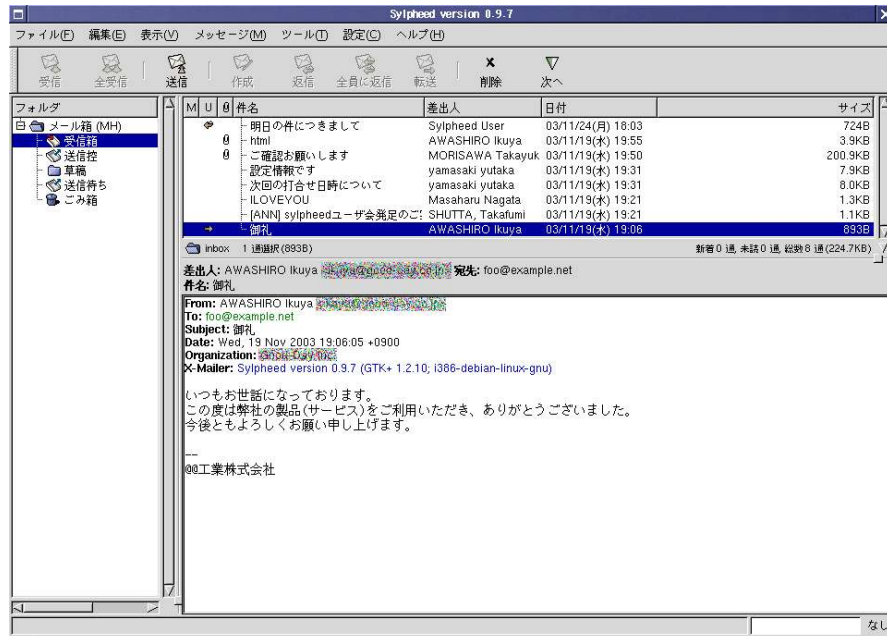 Sylpheed version 0.9.7
ファイル(F) 編集(E) 表示(V) メッセージ(M) ツール(T) 設定(C) ヘルプ(H)
受信 全受信 送信 作成 返信 全員に返信 転送 削除 次へ
フォルダ
メール箱 (MH)
受信箱
送信控
草稿
送信待ち
ごみ箱
M U 件名 差出人 日付 サイズ
明日の件につきまして Sylpheed User 03/11/24(月) 18:03 724B
html AWASHIRO Ikuya 03/11/19(水) 19:55 3.9KB
ご確認お願いします MORISAWA Takayuk 03/11/19(水) 19:50 200.9KB
設定情報です yamasaki yutaka 03/11/19(水) 19:31 7.9KB
次回の打合せ日時について yamasaki yutaka 03/11/19(水) 19:31 8.0KB
ILOVEYOU Masaharu Nagata 03/11/19(水) 19:21 1.3KB
[ANN] sylpheedユーザ会発足のご SHUTTA, Takafumi 03/11/19(水) 19:21 1.1KB
御礼 AWASHIRO Ikuya 03/11/19(水) 19:06 893B
inbox 1 通選択(893B) 新着 0 通, 未読 0 通, 総数 8 通(224.7KB)
差出人: AWASHIRO Ikuya 宛先: foo@example.net
件名: 御礼
From: AWASHIRO Ikuya
To: foo@example.net
Subject: 御礼
Date: Wed, 19 Nov 2003 19:06:05 +0900
Organization:
X-Mailer: Sylpheed version 0.9.7 (GTK+ 1.2.10; i386-debian-linux-gnu)
いつもお世話になっております。
この度は弊社の製品(サービス)をご利用いただき、ありがとうございました。
今後ともよろしくお願い申し上げます。
--
@@工業株式会社
なし